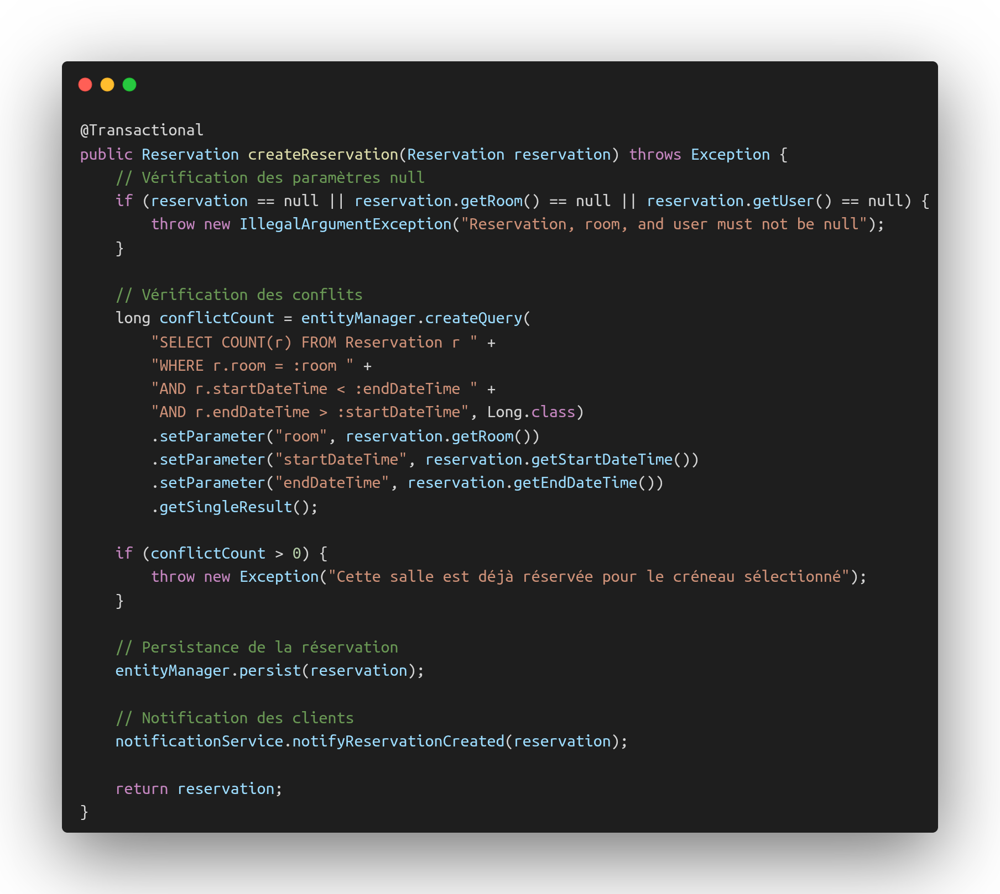 @Transactional
public Reservation createReservation(Reservation reservation) throws Exception {
    // Vérification des paramètres null
    if (reservation == null || reservation.getRoom() == null || reservation.getUser() == null) {
        throw new IllegalArgumentException("Reservation, room, and user must not be null");
    }

    // Vérification des conflits
    long conflictCount = entityManager.createQuery(
        "SELECT COUNT(r) FROM Reservation r " +
        "WHERE r.room = :room " +
        "AND r.startDateTime < :endDateTime " +
        "AND r.endDateTime > :startDateTime", Long.class)
        .setParameter("room", reservation.getRoom())
        .setParameter("startDateTime", reservation.getStartDateTime())
        .setParameter("endDateTime", reservation.getEndDateTime())
        .getSingleResult();

    if (conflictCount > 0) {
        throw new Exception("Cette salle est déjà réservée pour le créneau sélectionné");
    }

    // Persistance de la réservation
    entityManager.persist(reservation);

    // Notification des clients
    notificationService.notifyReservationCreated(reservation);

    return reservation;
}